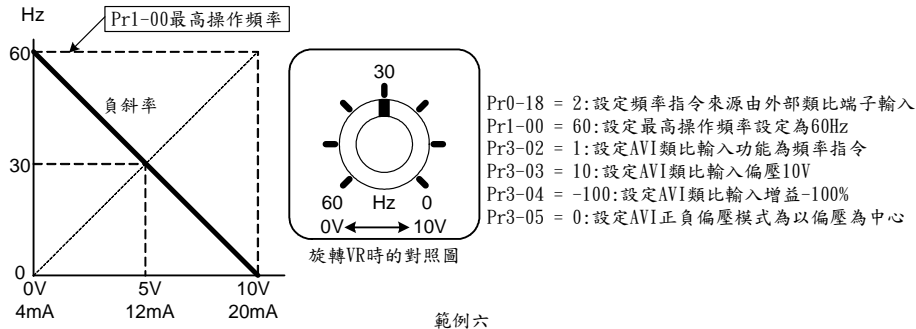 Hz
Pr1-00最高操作頻率
60
負斜率
30
0
0V
5V
10V
4mA
12mA
20mA
30
60
Hz
0
0V
10V
旋轉VR時的對照圖
Pr0-18 = 2:設定頻率指令來源由外部類比端子輸入
Pr1-00 = 60:設定最高操作頻率設定為60Hz
Pr3-02 = 1:設定AVI類比輸入功能為頻率指令
Pr3-03 = 10:設定AVI類比輸入偏壓10V
Pr3-04 = -100:設定AVI類比輸入增益-100%
Pr3-05 = 0:設定AVI正負偏壓模式為以偏壓為中心
範例六